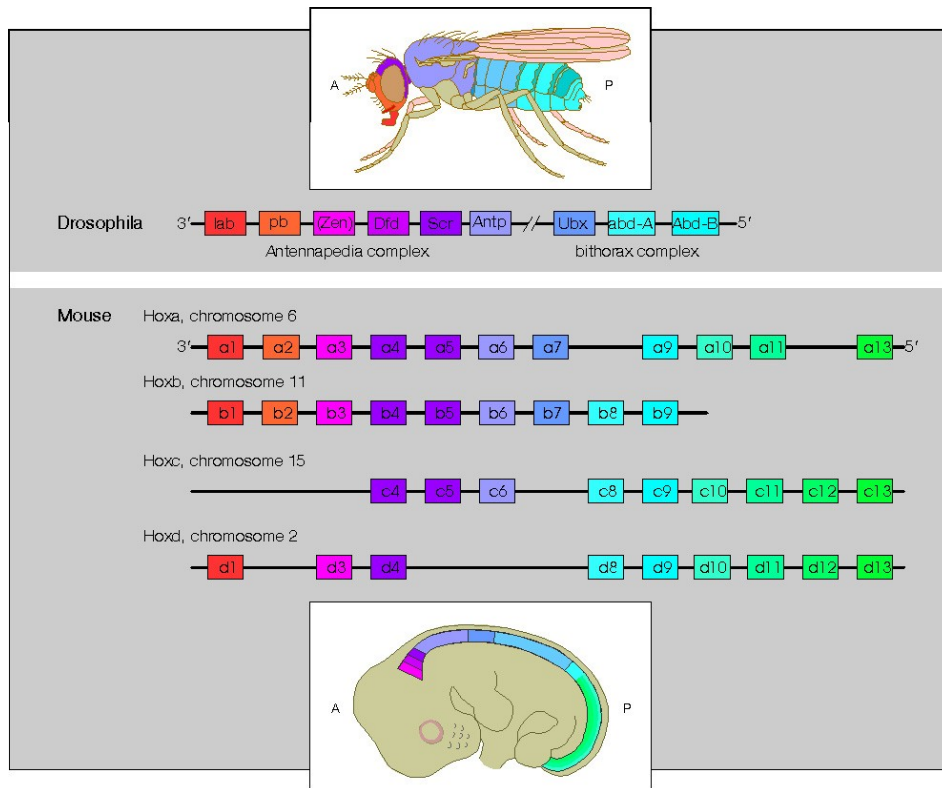 A P
Drosophila 3′ lab pb (Zen) Dfd Scr Antp // Ubx abd-A Abd-B 5′
Antennapedia complex bithorax complex
Mouse Hoxa, chromosome 6
3′ a1 a2 a3 a4 a5 a6 a7 a9 a10 a11 a13 5′
Hoxb, chromosome 11
b1 b2 b3 b4 b5 b6 b7 b8 b9
Hoxc, chromosome 15
c4 c5 c6 c8 c9 c10 c11 c12 c13
Hoxd, chromosome 2
d1 d3 d4 d8 d9 d10 d11 d12 d13
A P